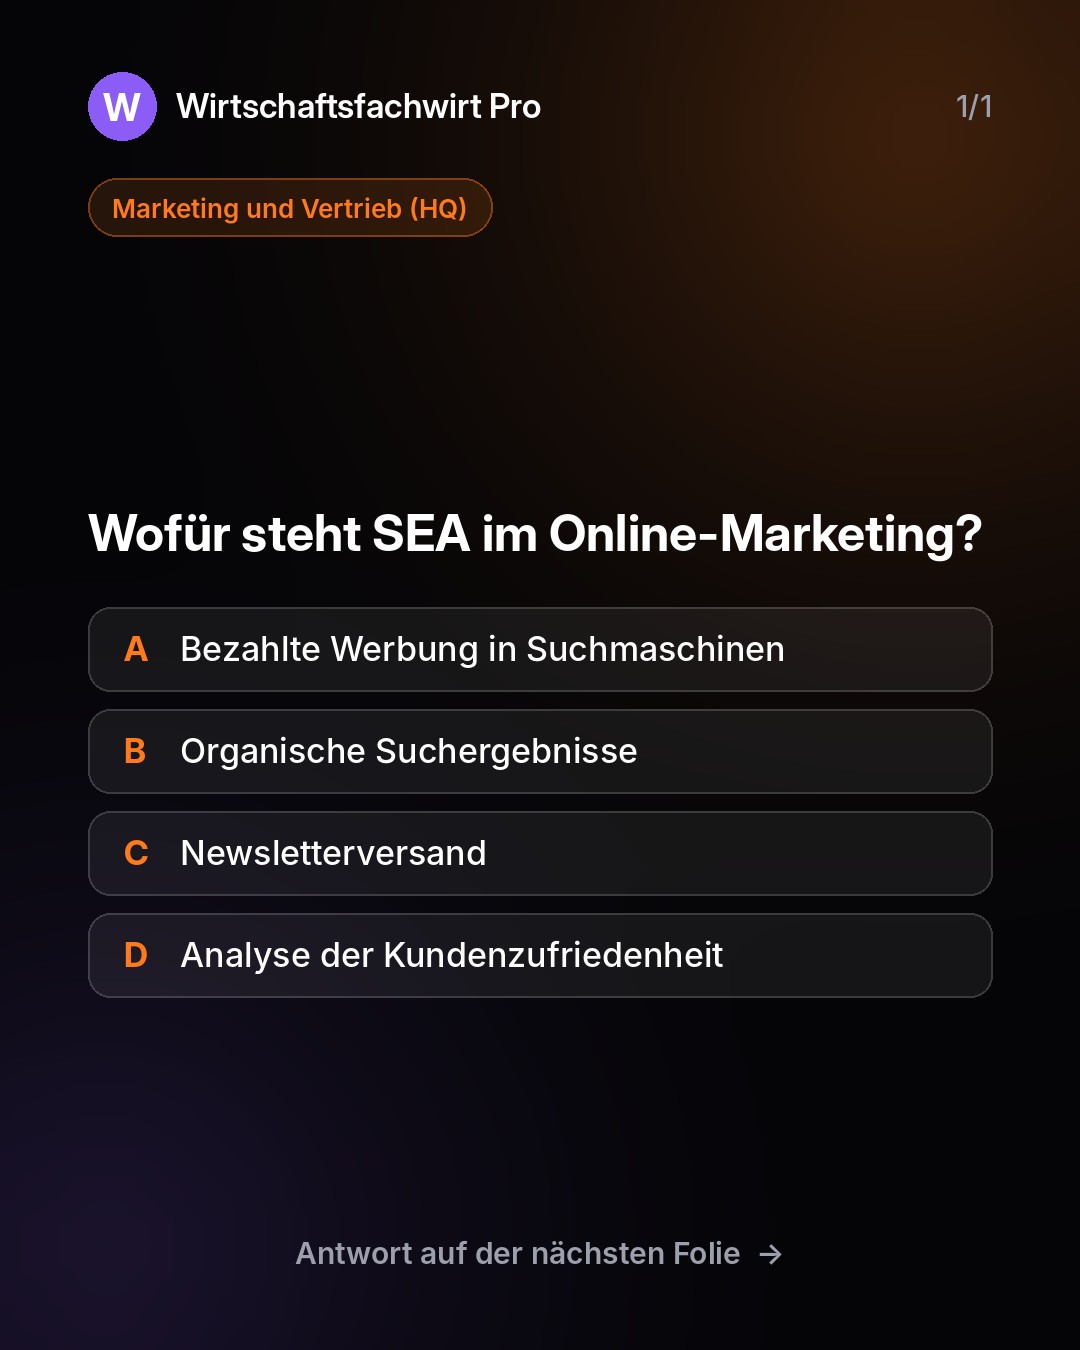 W Wirtschaftsfachwirt Pro 1/1
Marketing und Vertrieb (HQ)
Wofür steht SEA im Online-Marketing?
A Bezahlte Werbung in Suchmaschinen
B Organische Suchergebnisse
C Newsletterversand
D Analyse der Kundenzufriedenheit
Antwort auf der nächsten Folie →